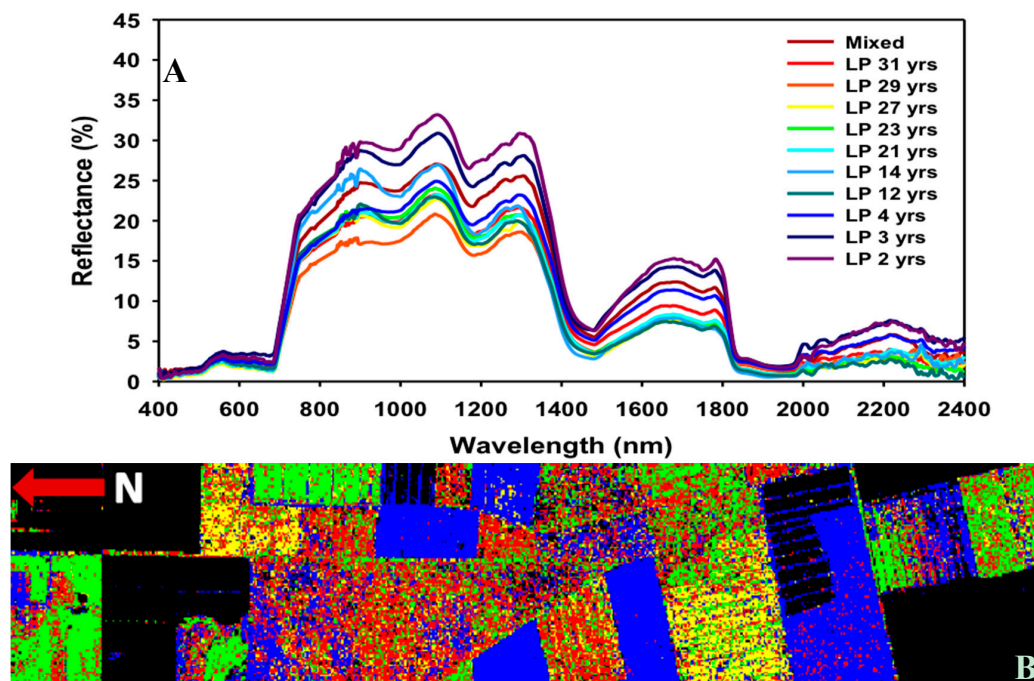 45
40
35
30
25
20
15
10
5
0
Reflectance (%)
A
Mixed
LP 31 yrs
LP 29 yrs
LP 27 yrs
LP 23 yrs
LP 21 yrs
LP 14 yrs
LP 12 yrs
LP 4 yrs
LP 3 yrs
LP 2 yrs
400 600 800 1000 1200 1400 1600 1800 2000 2200 2400
Wavelength (nm)
N
B